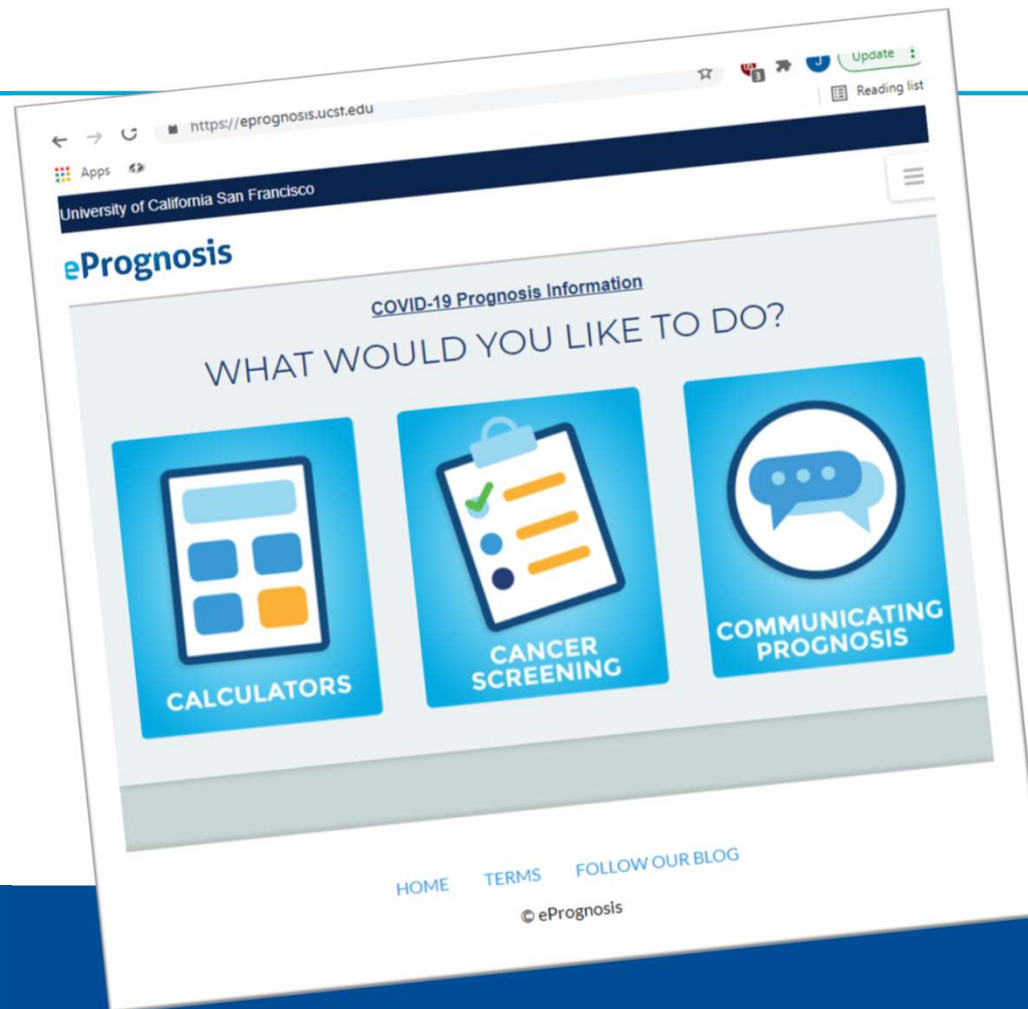 Update
https://eprognosis.ucsf.edu
3
J
Reading list
Apps
University of California San Francisco
ePrognosis
COVID-19 Prognosis Information
WHAT WOULD YOU LIKE TO DO?
CALCULATORS
CANCER
SCREENING
COMMUNICATING
PROGNOSIS
HOME TERMS FOLLOW OUR BLOG
© ePrognosis